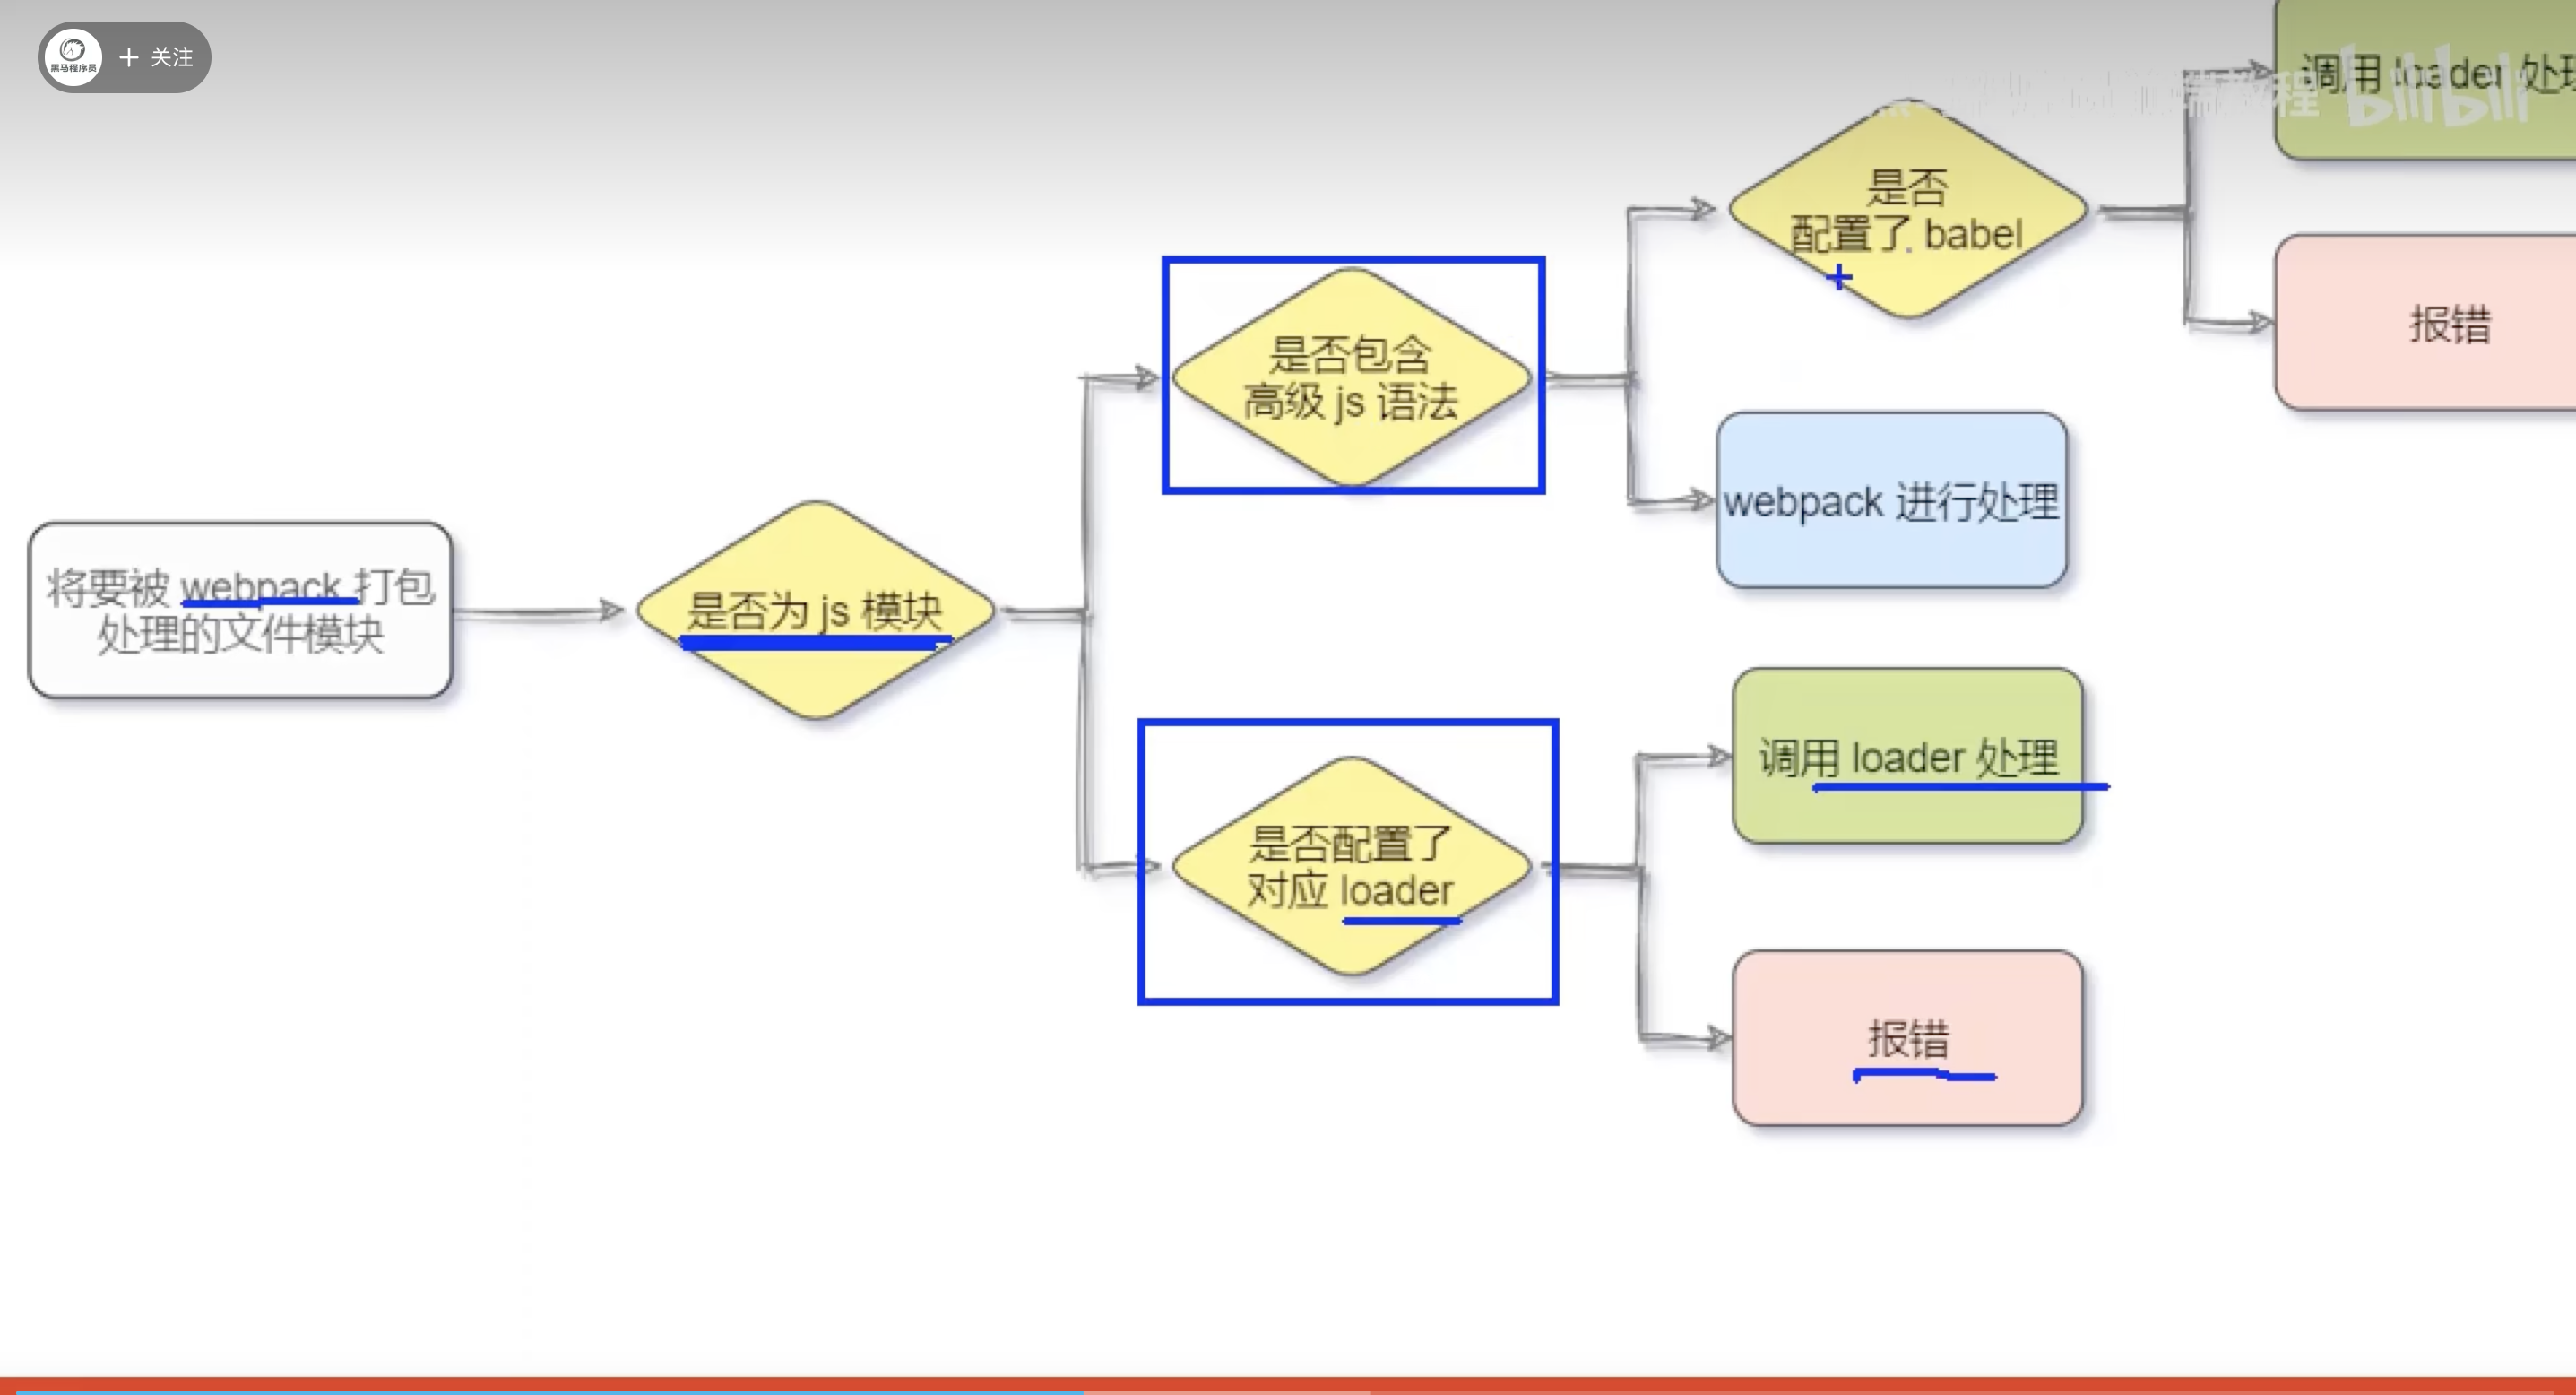 黑马程序员
+ 关注
调用 loader 处理
bilibili
是否
配置了 babel
报错
是否包含
高级 js 语法
webpack 进行处理
将要被 webpack 打包
处理的文件模块
是否为 js 模块
调用 loader 处理
是否配置了
对应 loader
报错